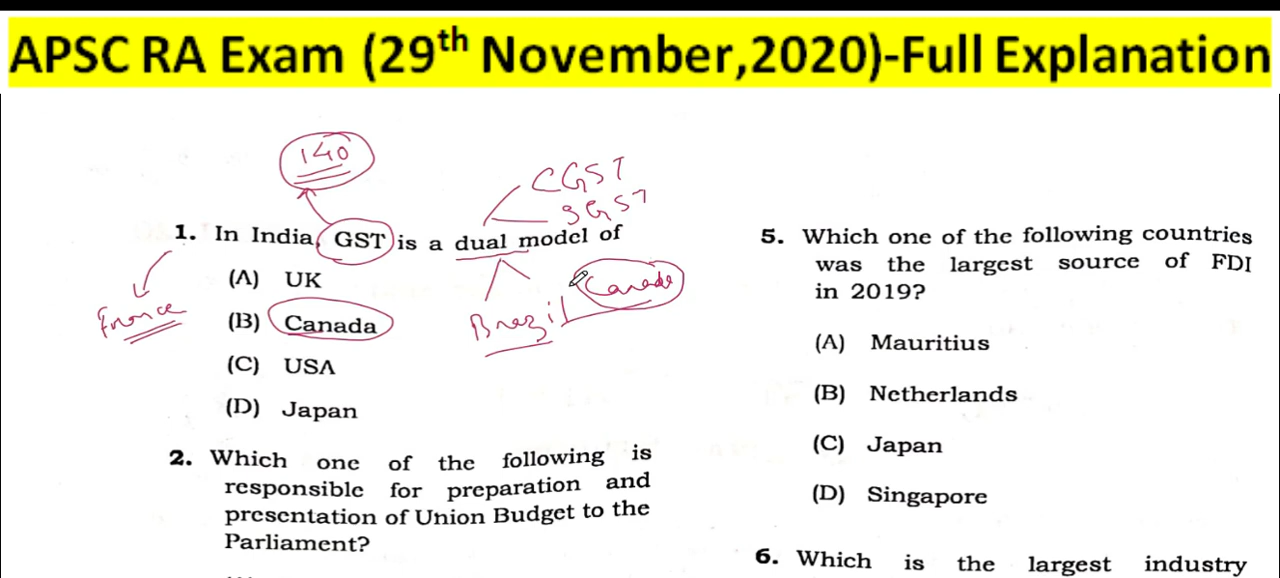 APSC RA Exam (29th November,2020)-Full Explanation
140
CGST
SGST
1. In India, GST is a dual model of
(A) UK
(B) Canada
(C) USA
(D) Japan
France
Brazil
Canada
2. Which one of the following is
responsible for preparation and
presentation of Union Budget to the
Parliament?
5. Which one of the following countries
was the largest source of FDI
in 2019?
(A) Mauritius
(B) Netherlands
(C) Japan
(D) Singapore
6. Which is the largest industry